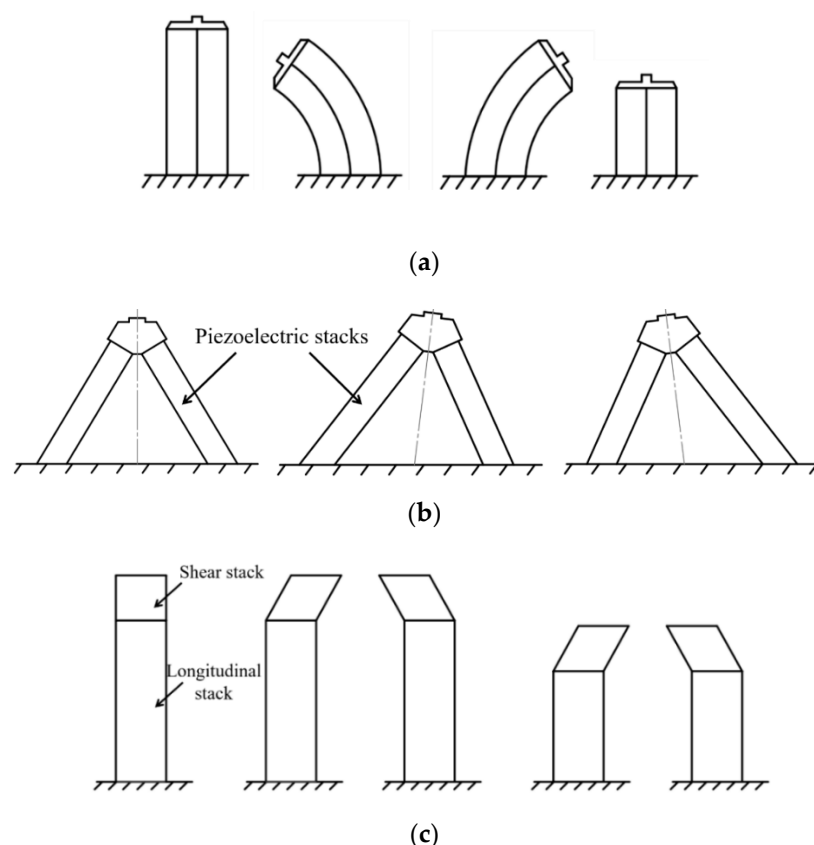 (a)
Piezoelectric stacks
(b)
Shear stack
Longitudinal
stack
(c)